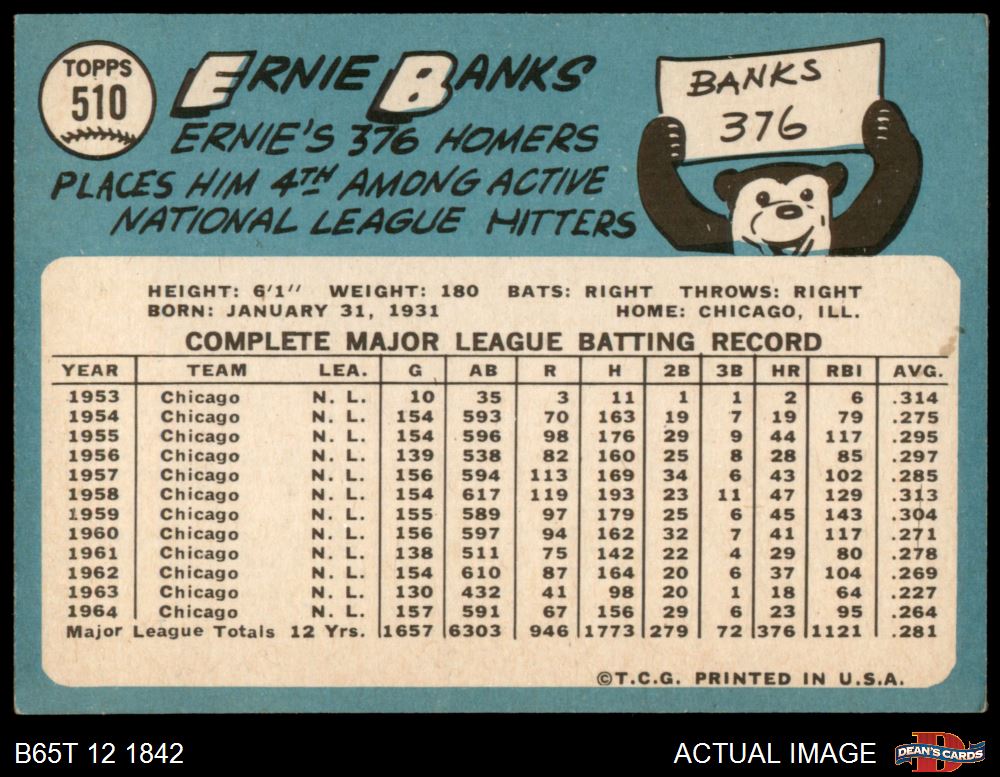 TOPPS
510
ERNIE BANKS
ERNIE'S 376 HOMERS
PLACES HIM 4TH AMONG ACTIVE
NATIONAL LEAGUE HITTERS
BANKS
376
HEIGHT: 6'1" WEIGHT: 180 BATS: RIGHT THROWS: RIGHT
BORN: JANUARY 31, 1931 HOME: CHICAGO, ILL.
COMPLETE MAJOR LEAGUE BATTING RECORD
YEAR TEAM LEA. G AB R H 2B 3B HR RBI AVG.
1953 Chicago N. L. 10 35 3 11 1 1 2 6 .314
1954 Chicago N. L. 154 593 70 163 19 7 19 79 .275
1955 Chicago N. L. 154 596 98 176 29 9 44 117 .295
1956 Chicago N. L. 139 538 82 160 25 8 28 85 .297
1957 Chicago N. L. 156 594 113 169 34 6 43 102 .285
1958 Chicago N. L. 154 617 119 193 23 11 47 129 .313
1959 Chicago N. L. 155 589 97 179 25 6 45 143 .304
1960 Chicago N. L. 156 597 94 162 32 7 41 117 .271
1961 Chicago N. L. 138 511 75 142 22 4 29 80 .278
1962 Chicago N. L. 154 610 87 164 20 6 37 104 .269
1963 Chicago N. L. 130 432 41 98 20 1 18 64 .227
1964 Chicago N. L. 157 591 67 156 29 6 23 95 .264
Major League Totals 12 Yrs. 1657 6303 946 1773 279 72 376 1121 .281
©T.C.G. PRINTED IN U.S.A.
B65T 12 1842
ACTUAL IMAGE
D
DEAN'S CARDS